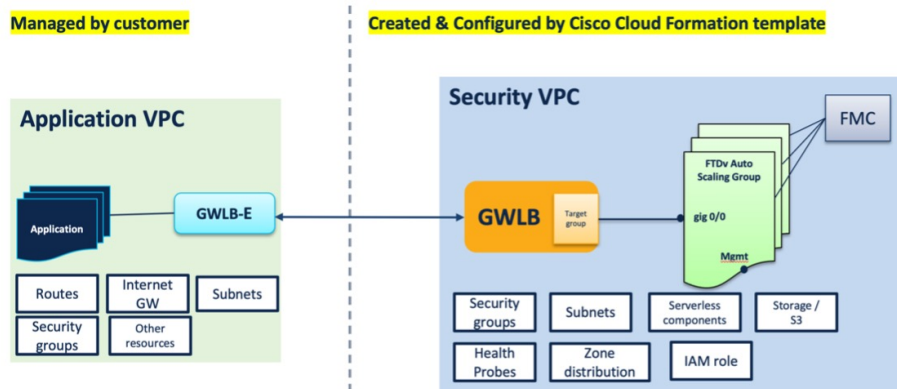 Managed by customer
Created & Configured by Cisco Cloud Formation template
Application VPC
Application
GWLB-E
Routes
Internet
GW
Subnets
Security
groups
Other
resources
Security VPC
FMC
FTDv Auto
Scaling Group
GWLB
Target
group
gig 0/0
Mgmt
Security
groups
Subnets
Serverless
components
Storage /
S3
Health
Probes
Zone
distribution
IAM role